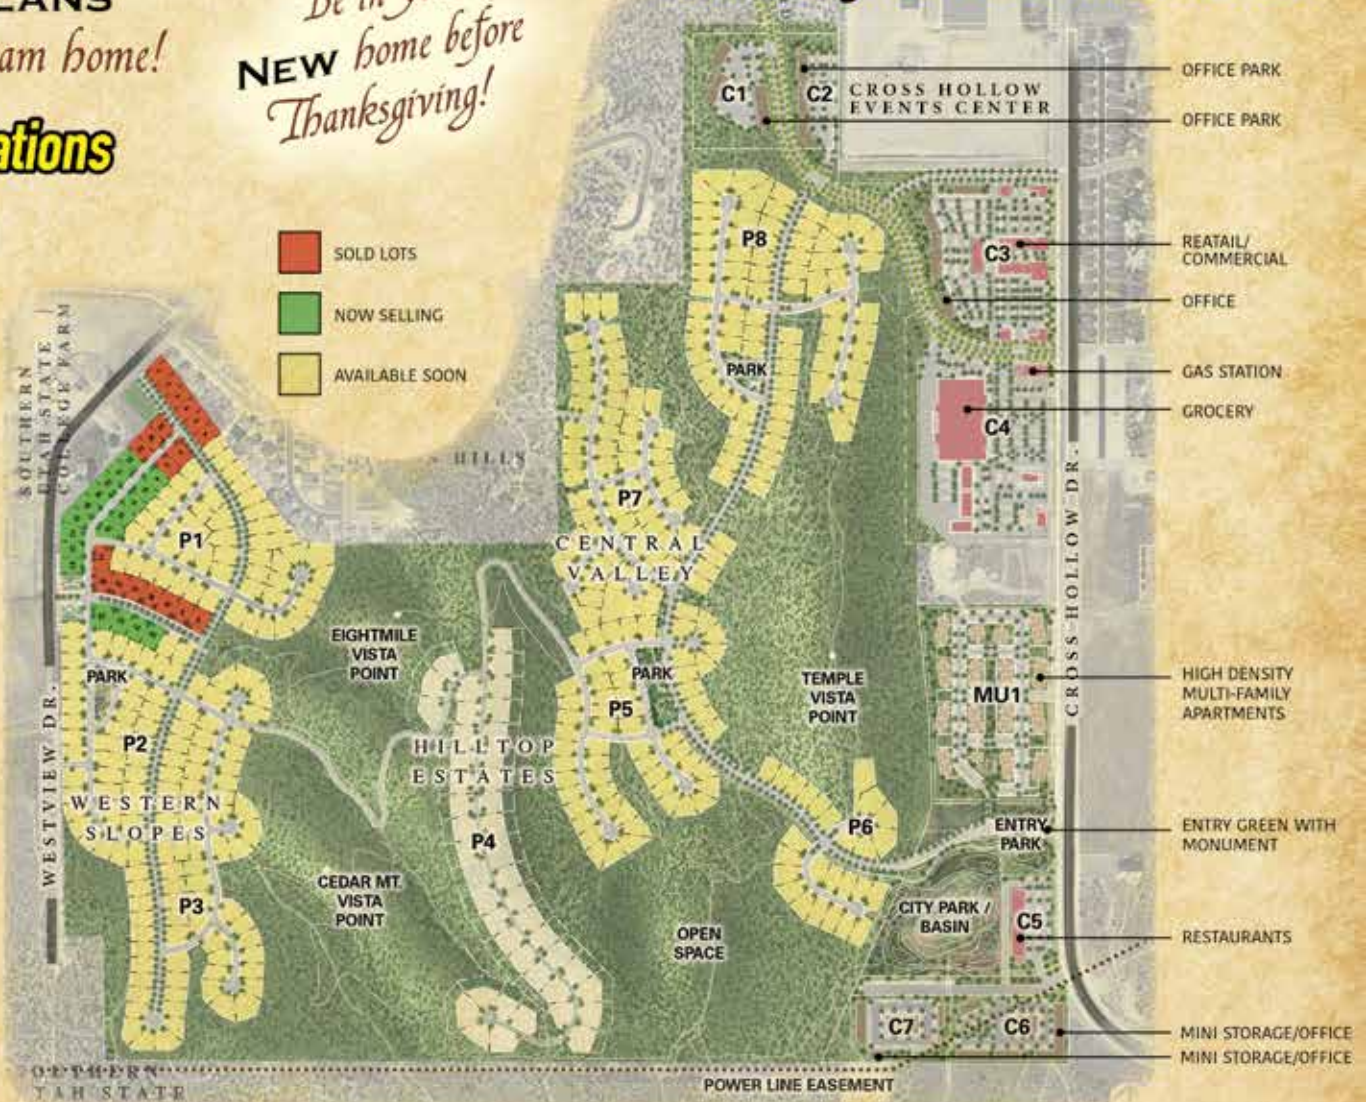 am home!
NEW home before
Thanksgiving!
ations
SOLD LOTS
NOW SELLING
AVAILABLE SOON
C1
C2
CROSS HOLLOW
EVENTS CENTER
OFFICE PARK
OFFICE PARK
P8
C3
REATAIL/
COMMERCIAL
OFFICE
PARK
GAS STATION
GROCERY
C4
SOUTHERN
UTAH STATE
COLLEGE FARM
HILLS
P7
CENTRAL
VALLEY
P1
CROSS HOLLOW DR.
EIGHTMILE
VISTA
POINT
PARK
PARK
P5
TEMPLE
VISTA
POINT
MU1
HIGH DENSITY
MULTI-FAMILY
APARTMENTS
P2
HILLTOP
ESTATES
WESTERN
SLOPES
WESTVIEW DR.
P4
P6
ENTRY
PARK
ENTRY GREEN WITH
MONUMENT
P3
CEDAR MT.
VISTA
POINT
OPEN
SPACE
CITY PARK /
BASIN
C5
RESTAURANTS
C7
C6
MINI STORAGE/OFFICE
MINI STORAGE/OFFICE
POWER LINE EASEMENT
TAH STATE